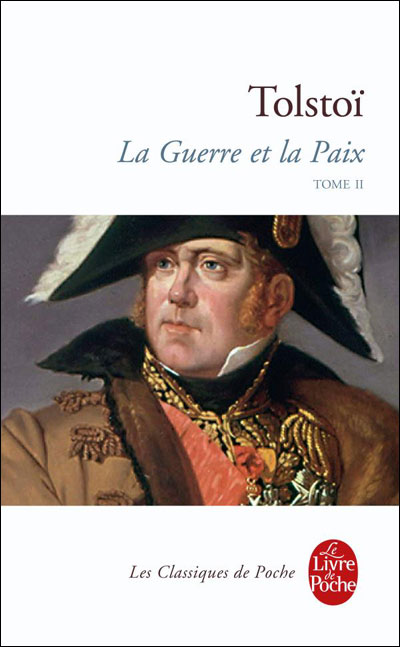 Tolstoï
La Guerre et la Paix
TOME II
Les Classiques de Poche
Le
Livre
de
Poche